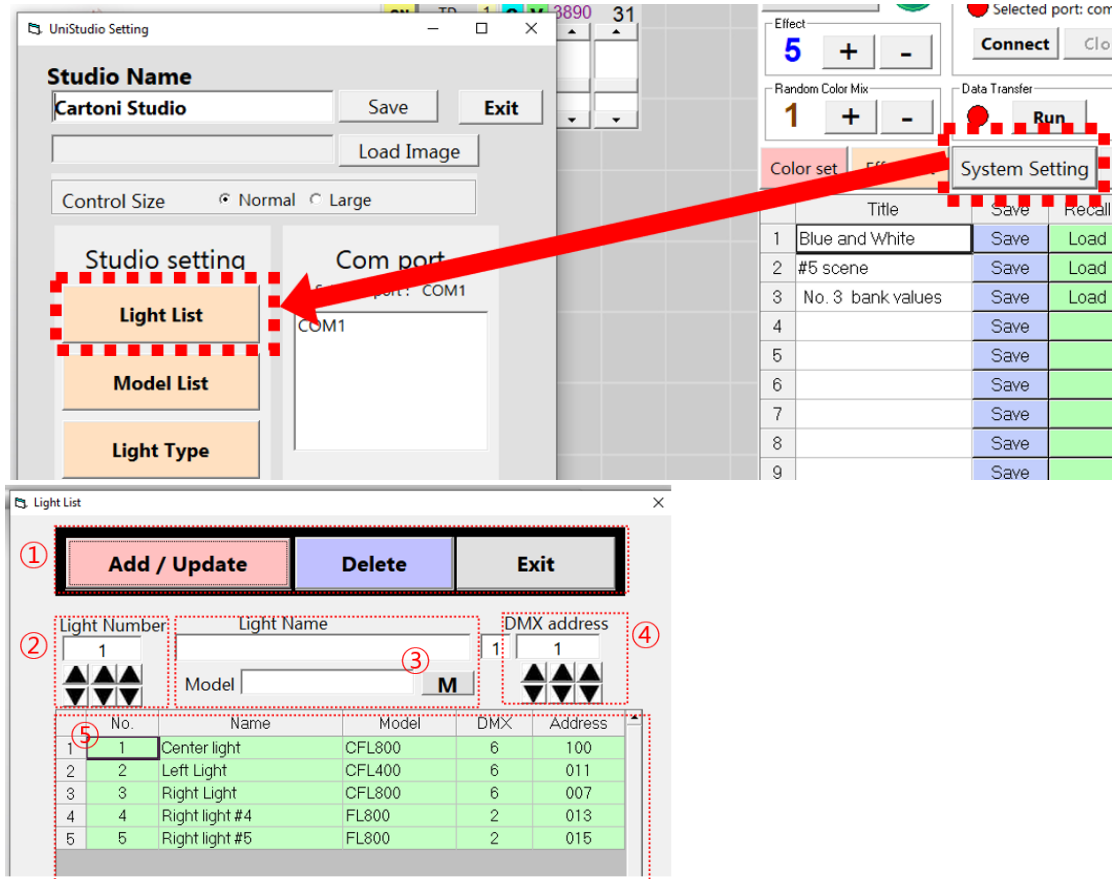 3890 31
UniStudio Setting
Studio Name
Cartoni Studio Save Exit
Load Image
Control Size Normal Large
Studio setting Com port
COM1
Light List
COM1
Model List
Light Type
Selected port: com
Effect
5 + -
Connect Clo
Random Color Mix
1 + -
Data Transfer
Run
Color set
System Setting
Title Save Recall
1 Blue and White Save Load
2 #5 scene Save Load
3 No. 3 bank values Save Load
4 Save
5 Save
6 Save
7 Save
8 Save
9 Save
Light List
① Add / Update Delete Exit
② Light Number Light Name DMX address ④
1 1 1
③
Model M
⑤
No. Name Model DMX Address
1 1 Center light CFL800 6 100
2 2 Left Light CFL400 6 011
3 3 Right Light CFL800 6 007
4 4 Right light #4 FL800 2 013
5 5 Right light #5 FL800 2 015